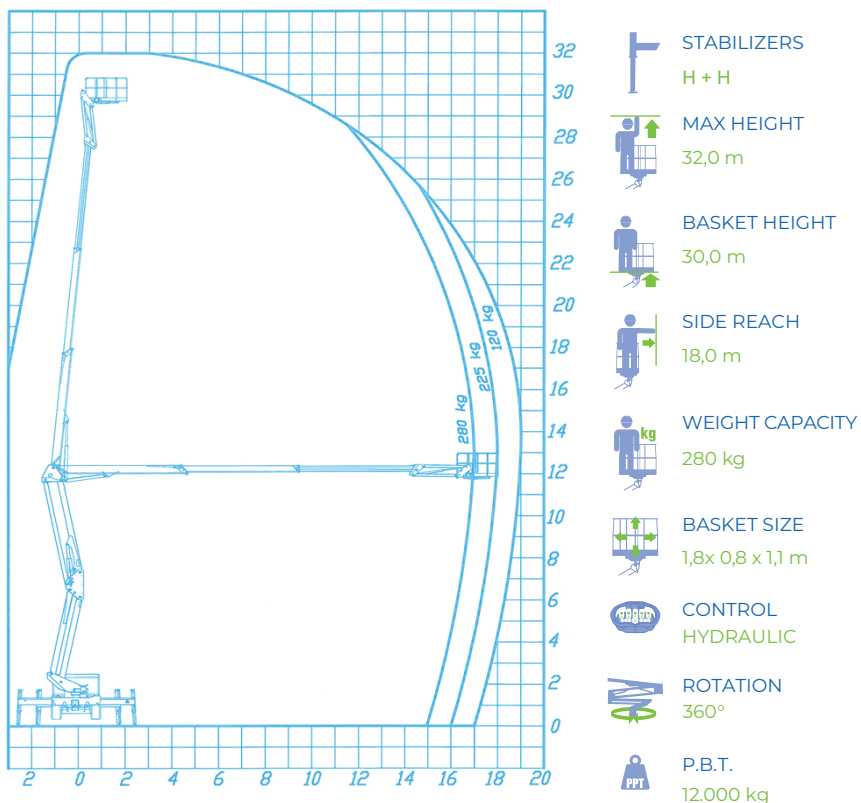 32
30
28
26
24
22
20
18
16
14
12
10
8
6
4
2
0
2 0 2 4 6 8 10 12 14 16 18 20
280 kg
225 kg
120 kg
STABILIZERS
H + H
MAX HEIGHT
32,0 m
BASKET HEIGHT
30,0 m
SIDE REACH
18,0 m
kg
WEIGHT CAPACITY
280 kg
BASKET SIZE
1,8x 0,8 x 1,1 m
CONTROL
HYDRAULIC
ROTATION
360°
PPT
P.B.T.
12.000 kg